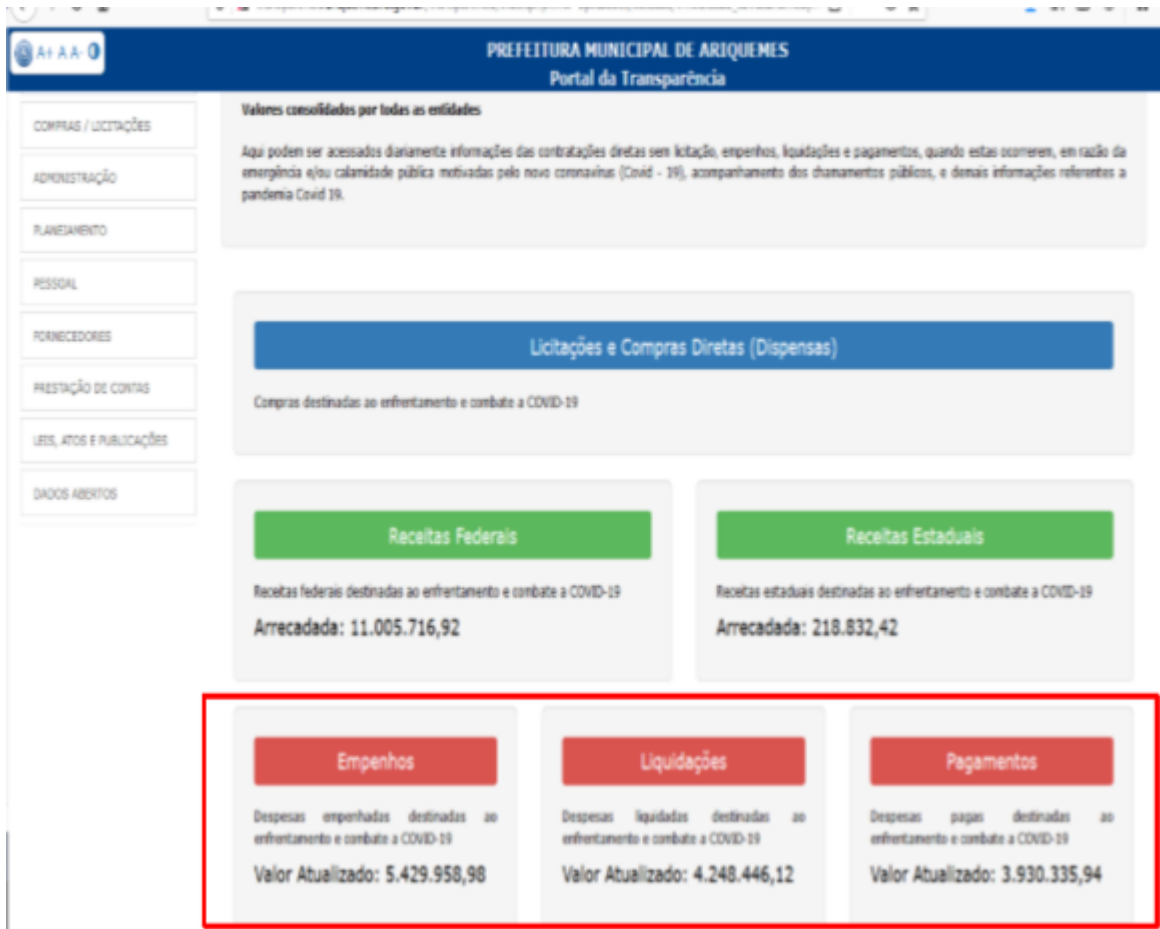 A+ A A-
PREFEITURA MUNICIPAL DE ARIQUEMES
Portal da Transparência
COMPRAS / LICITAÇÕES
ADMINISTRAÇÃO
PLANEJAMENTO
PESSOAL
FORNECEDORES
PRESTAÇÃO DE CONTAS
LEIS, ATOS E PUBLICAÇÕES
DADOS ABERTOS
Valores consolidados por todas as entidades
Aqui podem ser acessados diariamente informações das contratações diretas sem licitação, empenhos, liquidações e pagamentos, quando estas ocorrerem, em razão da
emergência e/ou calamidade pública motivadas pelo novo coronavírus (Covid - 19), acompanhamento dos chamamentos públicos, e demais informações referentes a
pandemia Covid 19.
Licitações e Compras Diretas (Dispensas)
Compras destinadas ao enfrentamento e combate a COVID-19
Receitas Federais
Receitas federais destinadas ao enfrentamento e combate a COVID-19
Arrecadada: 11.005.716,92
Receitas Estaduais
Receitas estaduais destinadas ao enfrentamento e combate a COVID-19
Arrecadada: 218.832,42
Empenhos
Despesas empenhadas destinadas ao
enfrentamento e combate a COVID-19
Valor Atualizado: 5.429.958,98
Liquidações
Despesas liquidadas destinadas ao
enfrentamento e combate a COVID-19
Valor Atualizado: 4.248.446,12
Pagamentos
Despesas pagas destinadas ao
enfrentamento e combate a COVID-19
Valor Atualizado: 3.930.335,94